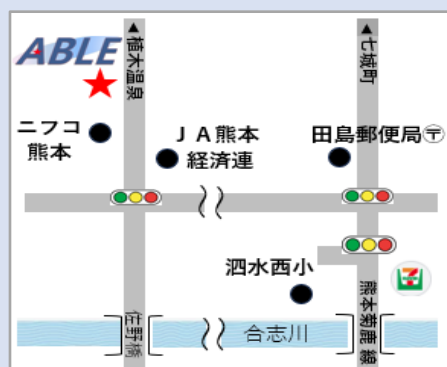 ABLE
▲植木温泉
▲七城町
ニフコ
熊本
JA熊本
経済連
田島郵便局〒
泗水西小
熊本菊鹿線
佐野橋
合志川